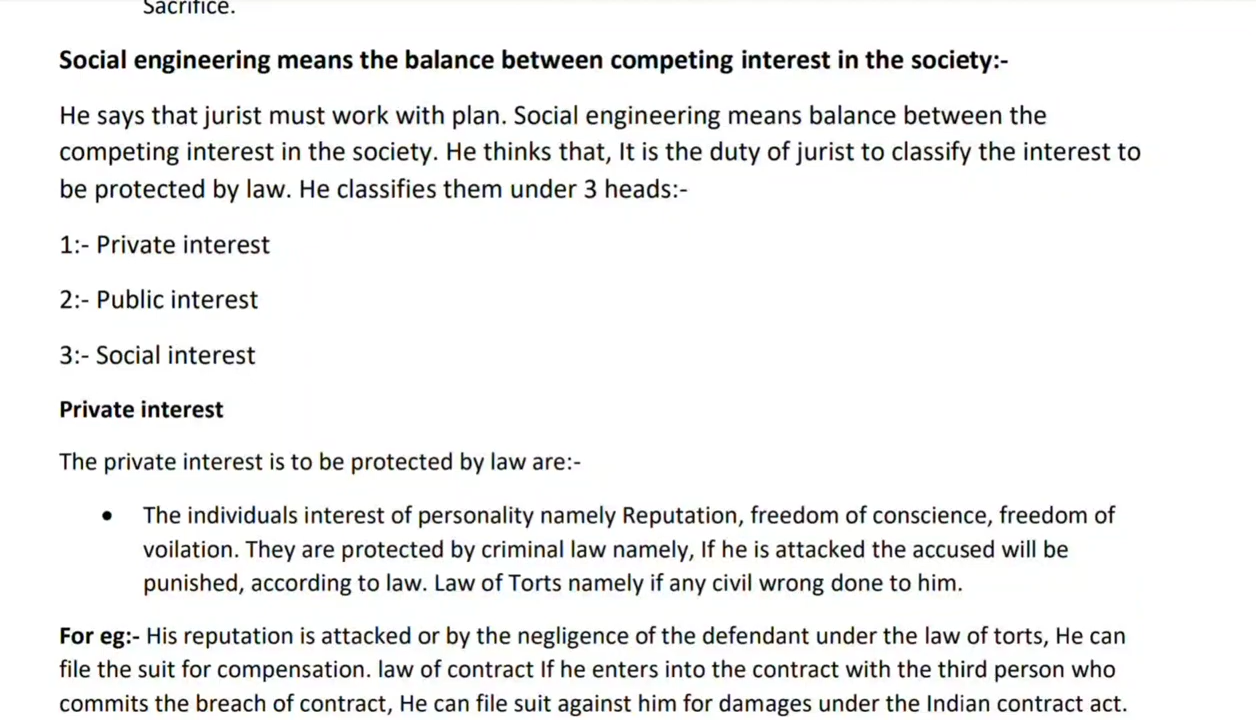 Sacrifice.
Social engineering means the balance between competing interest in the society:-
He says that jurist must work with plan. Social engineering means balance between the
competing interest in the society. He thinks that, It is the duty of jurist to classify the interest to
be protected by law. He classifies them under 3 heads:-
1:- Private interest
2:- Public interest
3:- Social interest
Private interest
The private interest is to be protected by law are:-
• The individuals interest of personality namely Reputation, freedom of conscience, freedom of
voilation. They are protected by criminal law namely, If he is attacked the accused will be
punished, according to law. Law of Torts namely if any civil wrong done to him.
For eg:- His reputation is attacked or by the negligence of the defendant under the law of torts, He can
file the suit for compensation. law of contract If he enters into the contract with the third person who
commits the breach of contract, He can file suit against him for damages under the Indian contract act.